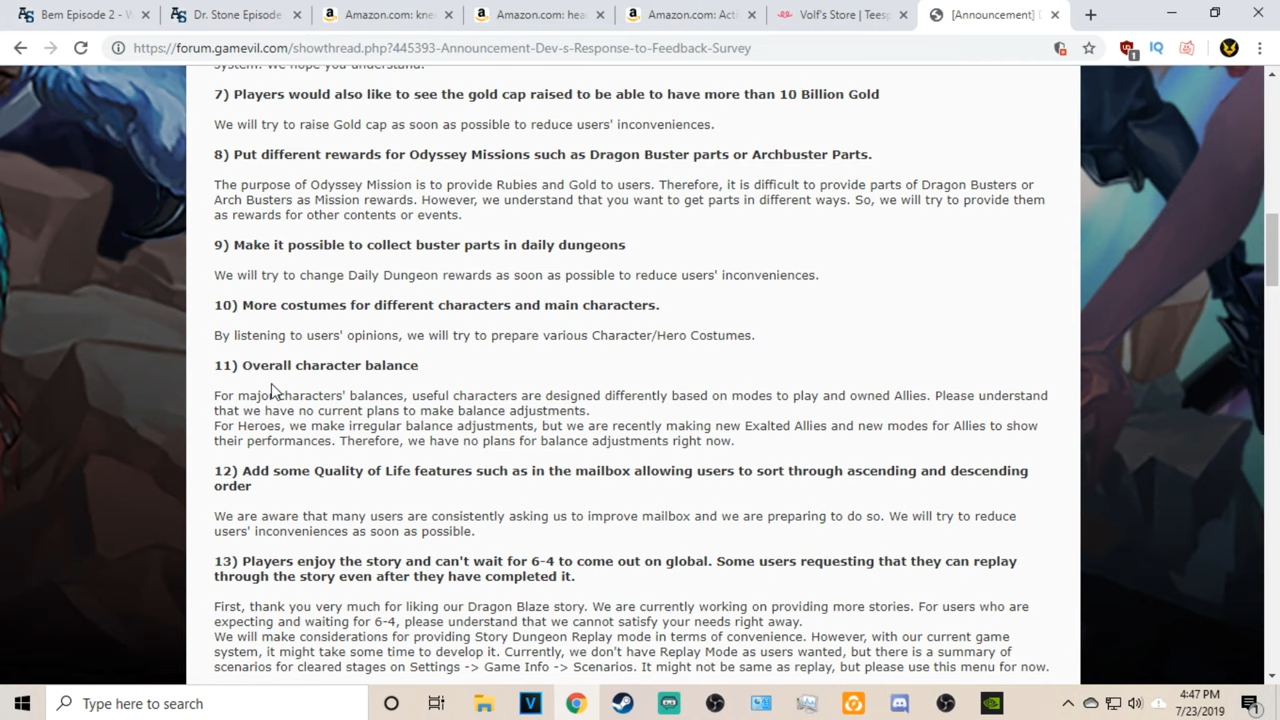 Bem Episode 2 - W
Dr. Stone Episode
Amazon.com: kne
Amazon.com: hea
Amazon.com: Acti
Volf's Store | Teesp
[Announcement] D
https://forum.gamevil.com/showthread.php?445393-Announcement-Dev-s-Response-to-Feedback-Survey
1
IQ
system. We hope you understand.
7) Players would also like to see the gold cap raised to be able to have more than 10 Billion Gold
We will try to raise Gold cap as soon as possible to reduce users' inconveniences.
8) Put different rewards for Odyssey Missions such as Dragon Buster parts or Archbuster Parts.
The purpose of Odyssey Mission is to provide Rubies and Gold to users. Therefore, it is difficult to provide parts of Dragon Busters or
Arch Busters as Mission rewards. However, we understand that you want to get parts in different ways. So, we will try to provide them
as rewards for other contents or events.
9) Make it possible to collect buster parts in daily dungeons
We will try to change Daily Dungeon rewards as soon as possible to reduce users' inconveniences.
10) More costumes for different characters and main characters.
By listening to users' opinions, we will try to prepare various Character/Hero Costumes.
11) Overall character balance
For major characters' balances, useful characters are designed differently based on modes to play and owned Allies. Please understand
that we have no current plans to make balance adjustments.
For Heroes, we make irregular balance adjustments, but we are recently making new Exalted Allies and new modes for Allies to show
their performances. Therefore, we have no plans for balance adjustments right now.
12) Add some Quality of Life features such as in the mailbox allowing users to sort through ascending and descending
order
We are aware that many users are consistently asking us to improve mailbox and we are preparing to do so. We will try to reduce
users' inconveniences as soon as possible.
13) Players enjoy the story and can't wait for 6-4 to come out on global. Some users requesting that they can replay
through the story even after they have completed it.
First, thank you very much for liking our Dragon Blaze story. We are currently working on providing more stories. For users who are
expecting and waiting for 6-4, please understand that we cannot satisfy your needs right away.
We will make considerations for providing Story Dungeon Replay mode in terms of convenience. However, with our current game
system, it might take some time to develop it. Currently, we don't have Replay Mode as users wanted, but there is a summary of
scenarios for cleared stages on Settings -> Game Info -> Scenarios. It might not be same as replay, but please use this menu for now.
Type here to search
4:47 PM
7/23/2019
1